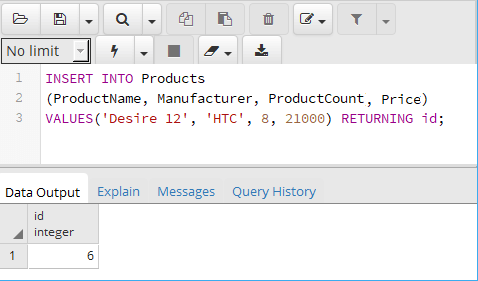 No limit
1 INSERT INTO Products
2 (ProductName, Manufacturer, ProductCount, Price)
3 VALUES('Desire 12', 'HTC', 8, 21000) RETURNING id;
Data Output Explain Messages Query History
id
integer
1 6